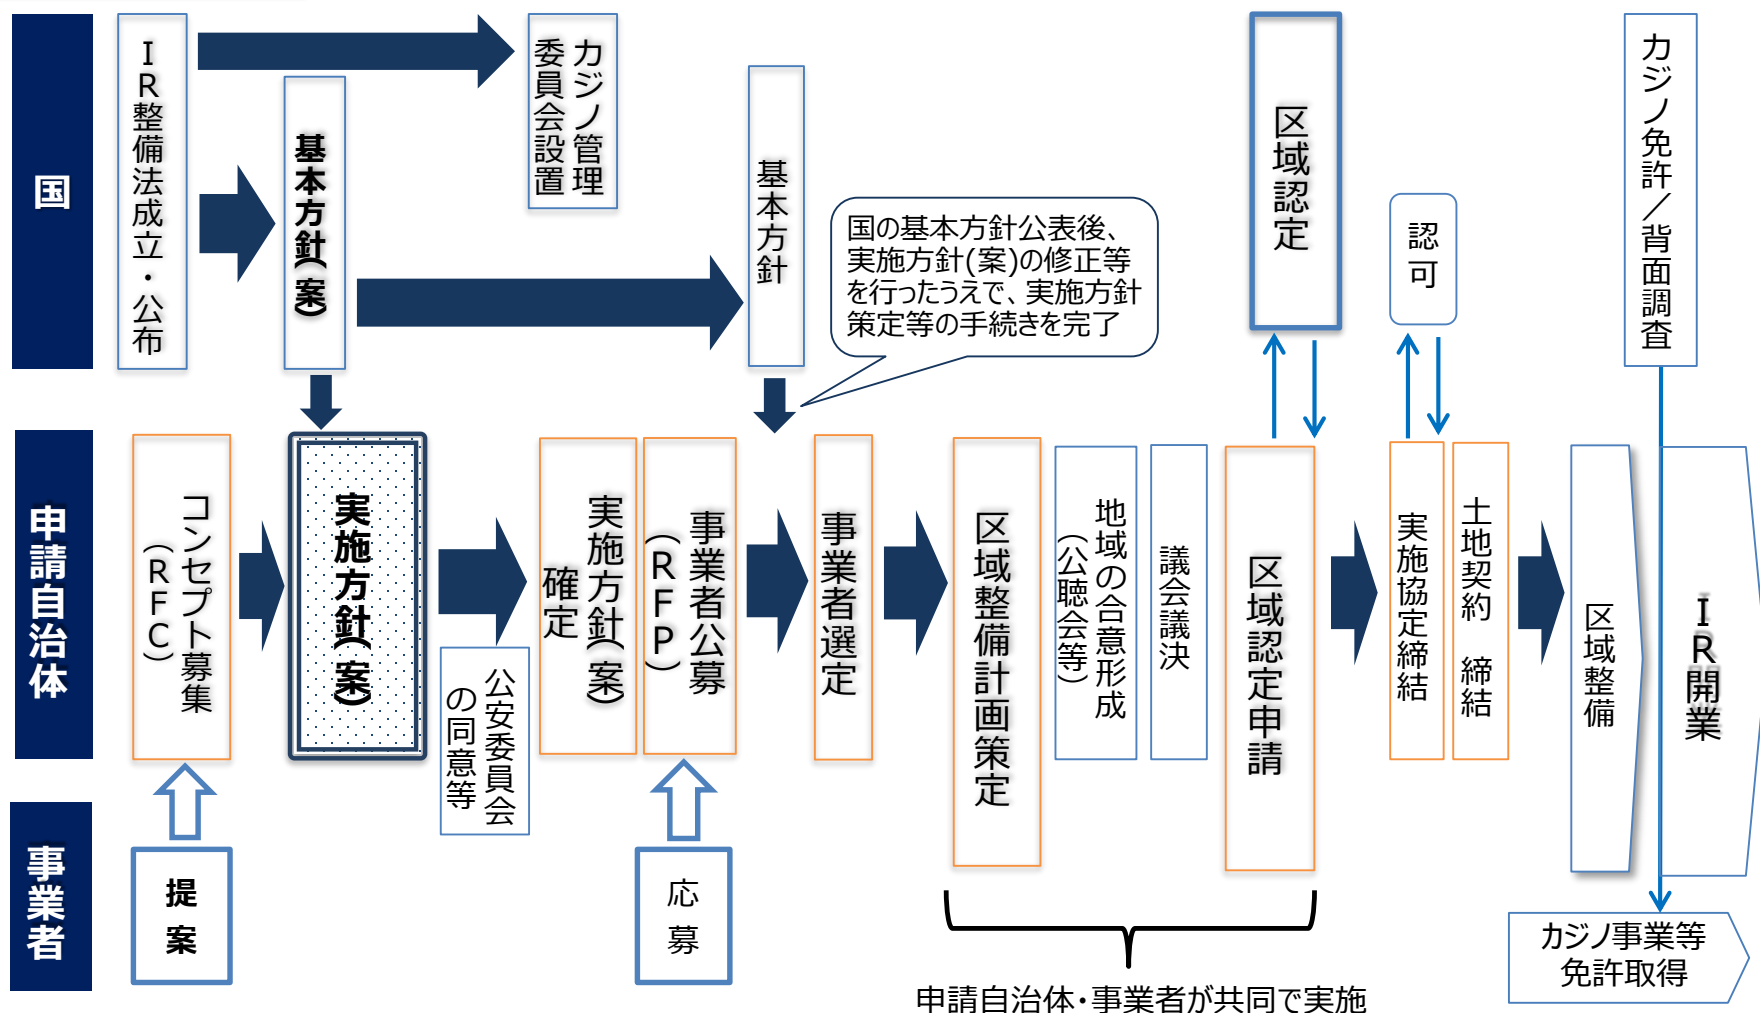 国
IR整備法成立・公布
基本方針(案)
カジノ管理
委員会設置
基本方針
国の基本方針公表後、
実施方針(案)の修正等
を行ったうえで、実施方針
策定等の手続きを完了
区域認定
認可
カジノ免許／背面調査
申請自治体
コンセプト募集
(RFC)
実施方針(案)
公安委員会
の同意等
実施方針(案)
確定
事業者公募
(RFP)
事業者選定
区域整備計画策定
地域の合意形成
(公聴会等)
議会議決
区域認定申請
実施協定締結
土地契約　締結
区域整備
IR開業
事業者
提案
応募
申請自治体・事業者が共同で実施
カジノ事業等
免許取得